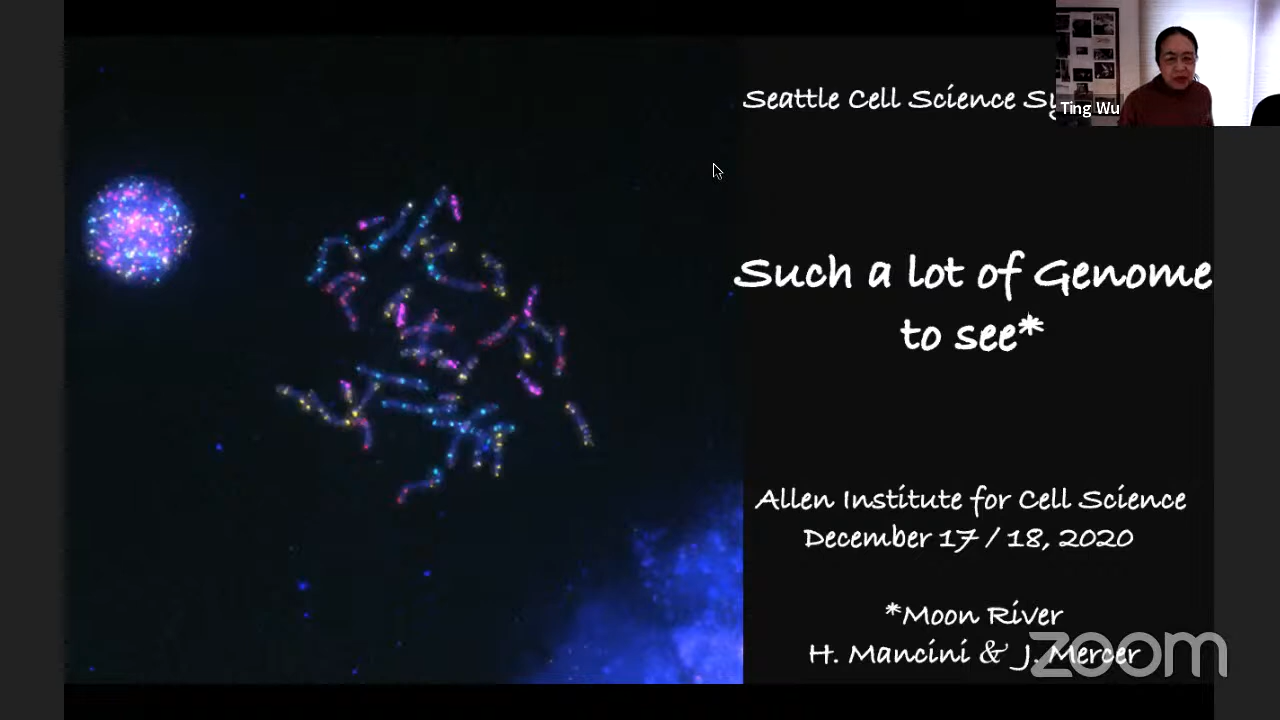 Seattle Cell Science
Ting Wu
Such a lot of Genome
to see*
Allen Institute for Cell Science
December 17 / 18, 2020
*Moon River
H. Mancini & J. Mercer
zoom